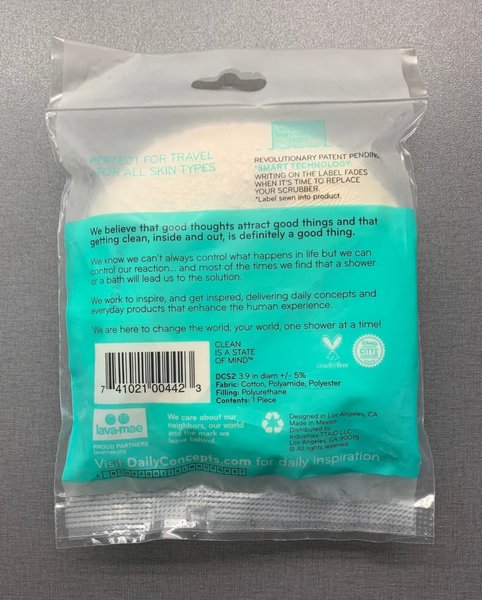 PERFECT FOR TRAVEL
FOR ALL SKIN TYPES
REVOLUTIONARY PATENT PENDING
"SMART TECHNOLOGY"
WRITING ON THE LABEL FADES
WHEN IT'S TIME TO REPLACE
YOUR SCRUBBER.
*Label sewn into product.
We believe that good thoughts attract good things and that
getting clean, inside and out, is definitely a good thing.
We know we can't always control what happens in life but we can
control our reaction... and most of the times we find that a shower
or a bath will lead us to the solution.
We work to inspire, and get inspired, delivering daily concepts and
everyday products that enhance the human experience.
We are here to change the world, your world, one shower at a time!
CLEAN
IS A STATE
OF MIND™
cruelty free
7 41021 00442 3
DCS2 3.9 in diam +/- 5%
Fabric: Cotton, Polyamide, Polyester
Filling: Polyurethane
Contents: 1 Piece
lava mae
PROUD PARTNERS
lavamae.org
We care about our
neighbors, our world
and the mark we
leave behind.
Designed in Los Angeles, CA
Made in Mexico
Distributed by
Industrias TTAIO LLC
Los Angeles, CA 90015
© All rights reserved
Visit DailyConcepts.com for daily inspiration